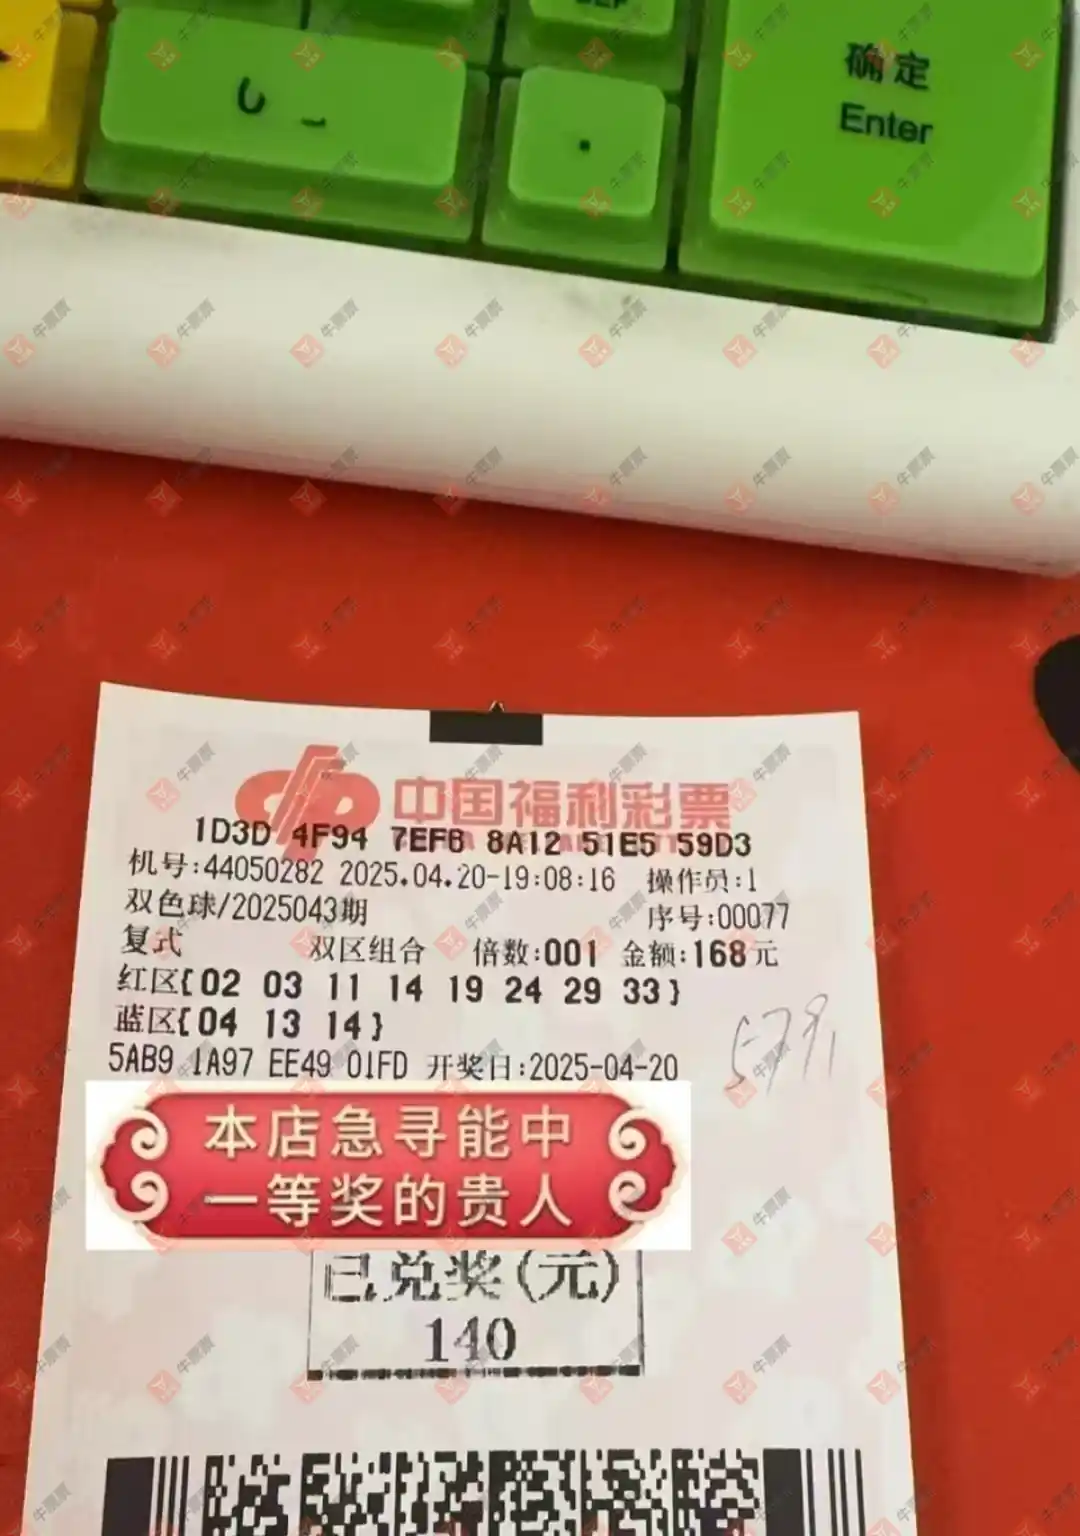 确定
Enter
.
中国福利彩票
1D3D 4F94 7EF6 8A12 51E5 59D3
机号:44050282 2025.04.20-19:08:16 操作员:1
双色球/2025043期 序号:00077
复式 双区组合 倍数:001 金额:168元
红区{02 03 11 14 19 24 29 33}
蓝区{04 13 14}
5AB9 1A97 EE49 01FD 开奖日:2025-04-20
本店急寻能中
一等奖的贵人
已兑奖(元)
140
牛票票